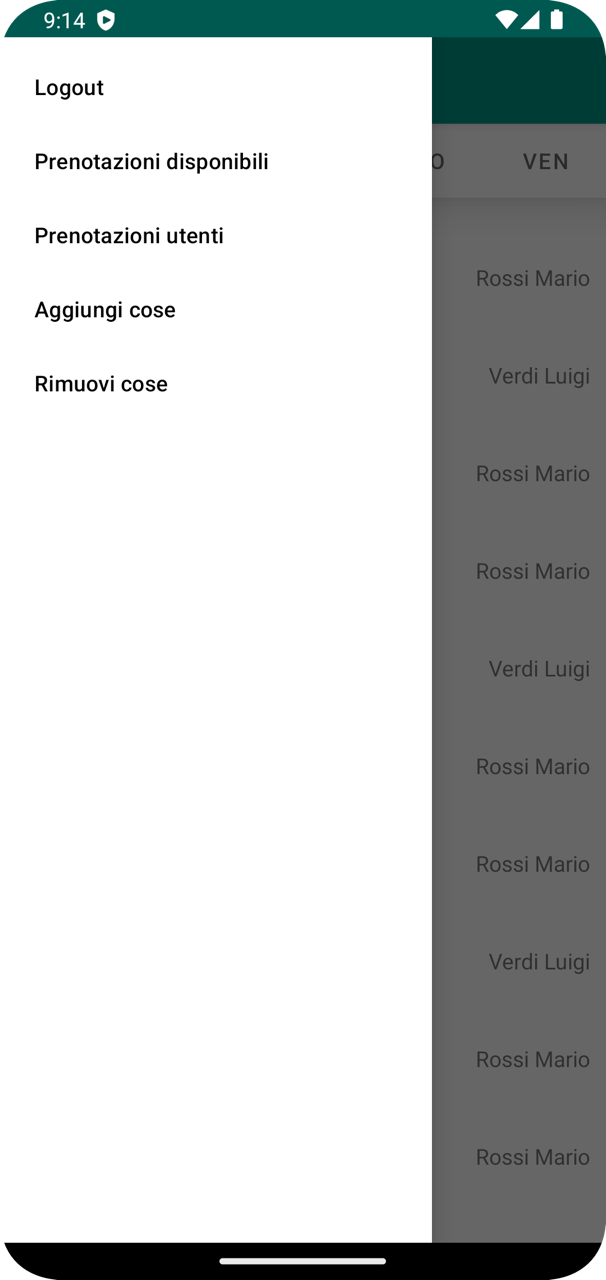 9:14
Logout
Prenotazioni disponibili
O VEN
Prenotazioni utenti
Rossi Mario
Aggiungi cose
Verdi Luigi
Rimuovi cose
Rossi Mario
Rossi Mario
Verdi Luigi
Rossi Mario
Rossi Mario
Verdi Luigi
Rossi Mario
Rossi Mario